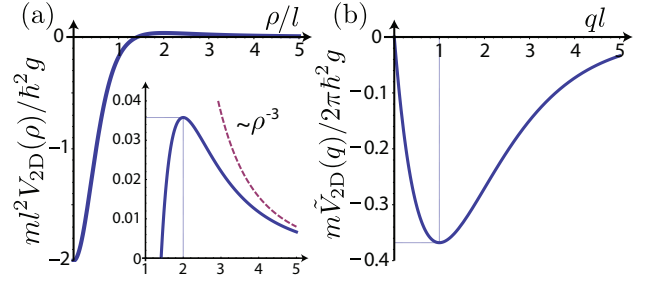 (a)
ρ/l
0 1 2 3 4 5
−1
−2
ml²V₂D(ρ)/ħ²g
0.04
0.03
0.02
0.01
0
1 2 3 4 5
~ρ⁻³
(b)
ql
0 1 2 3 4 5
−0.1
−0.2
−0.3
−0.4
mṼ₂D(q)/2πħ²g